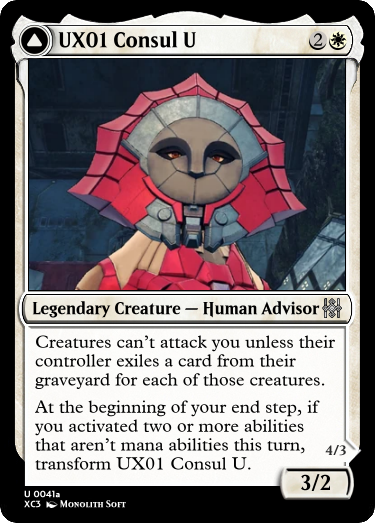 UX01 Consul U
2
Legendary Creature — Human Advisor
Creatures can't attack you unless their
controller exiles a card from their
graveyard for each of those creatures.
At the beginning of your end step, if
you activated two or more abilities
that aren't mana abilities this turn,
transform UX01 Consul U.
4/3
3/2
U 0041a
XC3 Monolith Soft